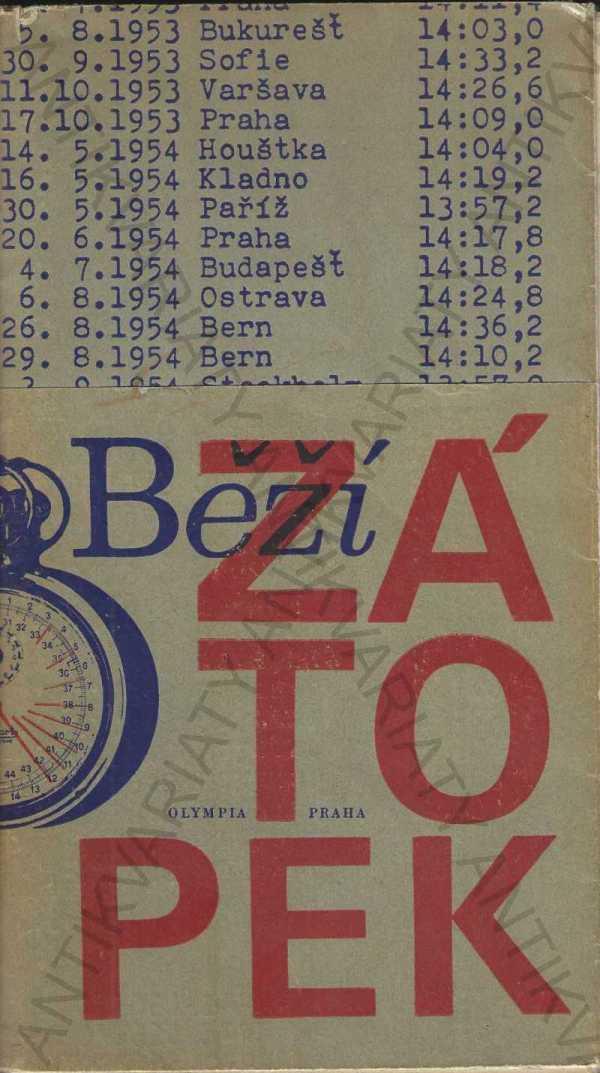 5. 8.1953 Bukurešť 14:03,0
30. 9.1953 Sofie 14:33,2
11.10.1953 Varšava 14:26,6
17.10.1953 Praha 14:09,0
14. 5.1954 Houštka 14:04,0
16. 5.1954 Kladno 14:19,2
30. 5.1954 Paříž 13:57,2
20. 6.1954 Praha 14:17,8
4. 7.1954 Budapešť 14:18,2
6. 8.1954 Ostrava 14:24,8
26. 8.1954 Bern 14:36,2
29. 8.1954 Bern 14:10,2
Běží
ZÁ
TO
PEK
OLYMPIA PRAHA
ANTIKVARIATY ANTIKVARIATY ANTIKVARIATY